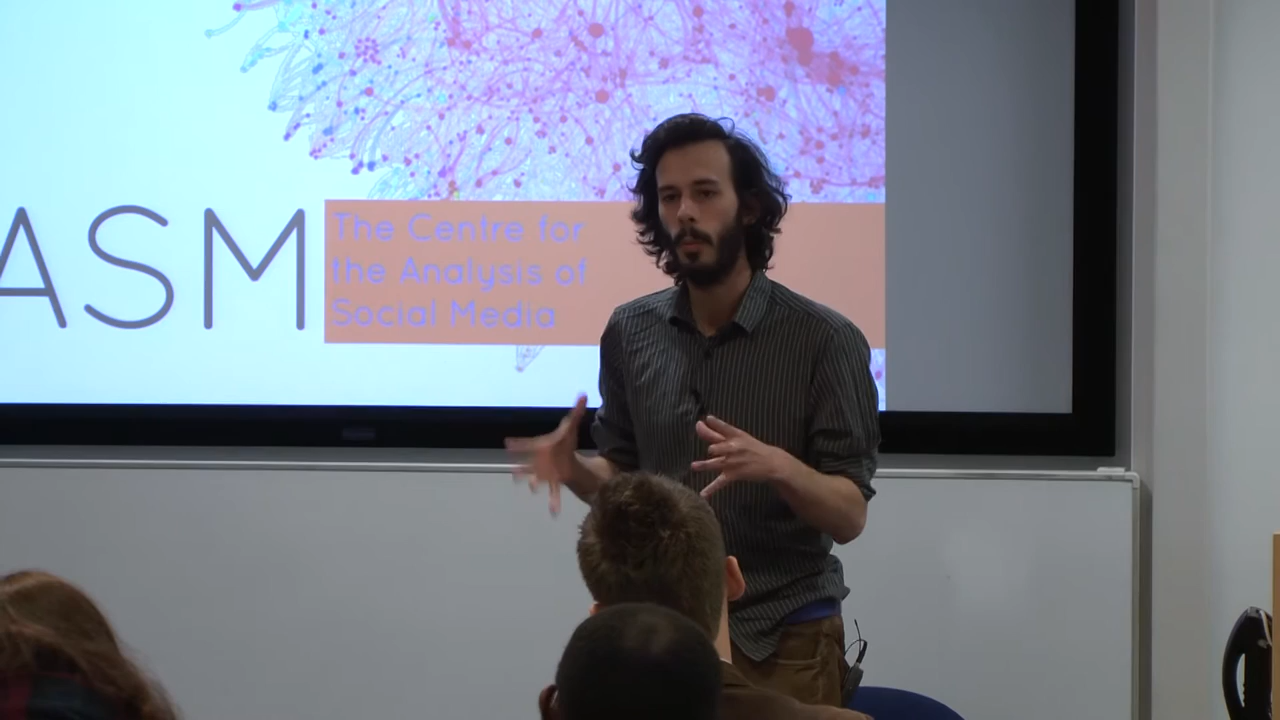 ASM
The Centre for
the Analysis of
Social Media